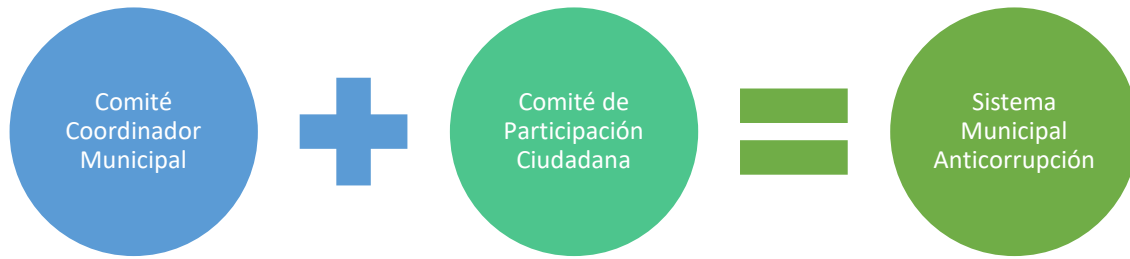 Comité
Coordinador
Municipal
Comité de
Participación
Ciudadana
Sistema
Municipal
Anticorrupción